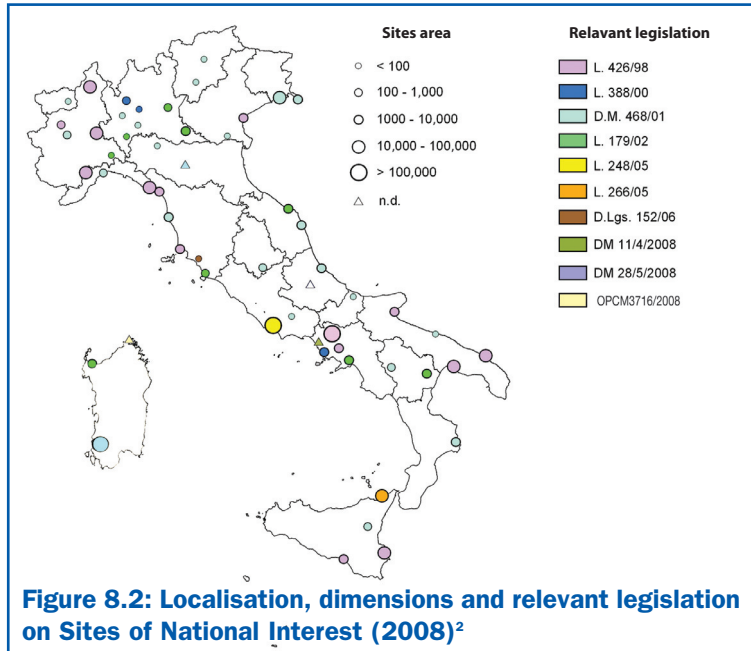 Sites area
< 100
100 - 1,000
1000 - 10,000
10,000 - 100,000
> 100,000
n.d.
Relevant legislation
L. 426/98
L. 388/00
D.M. 468/01
L. 179/02
L. 248/05
L. 266/05
D.Lgs. 152/06
DM 11/4/2008
DM 28/5/2008
OPCM3716/2008
Figure 8.2: Localisation, dimensions and relevant legislation
on Sites of National Interest (2008)²